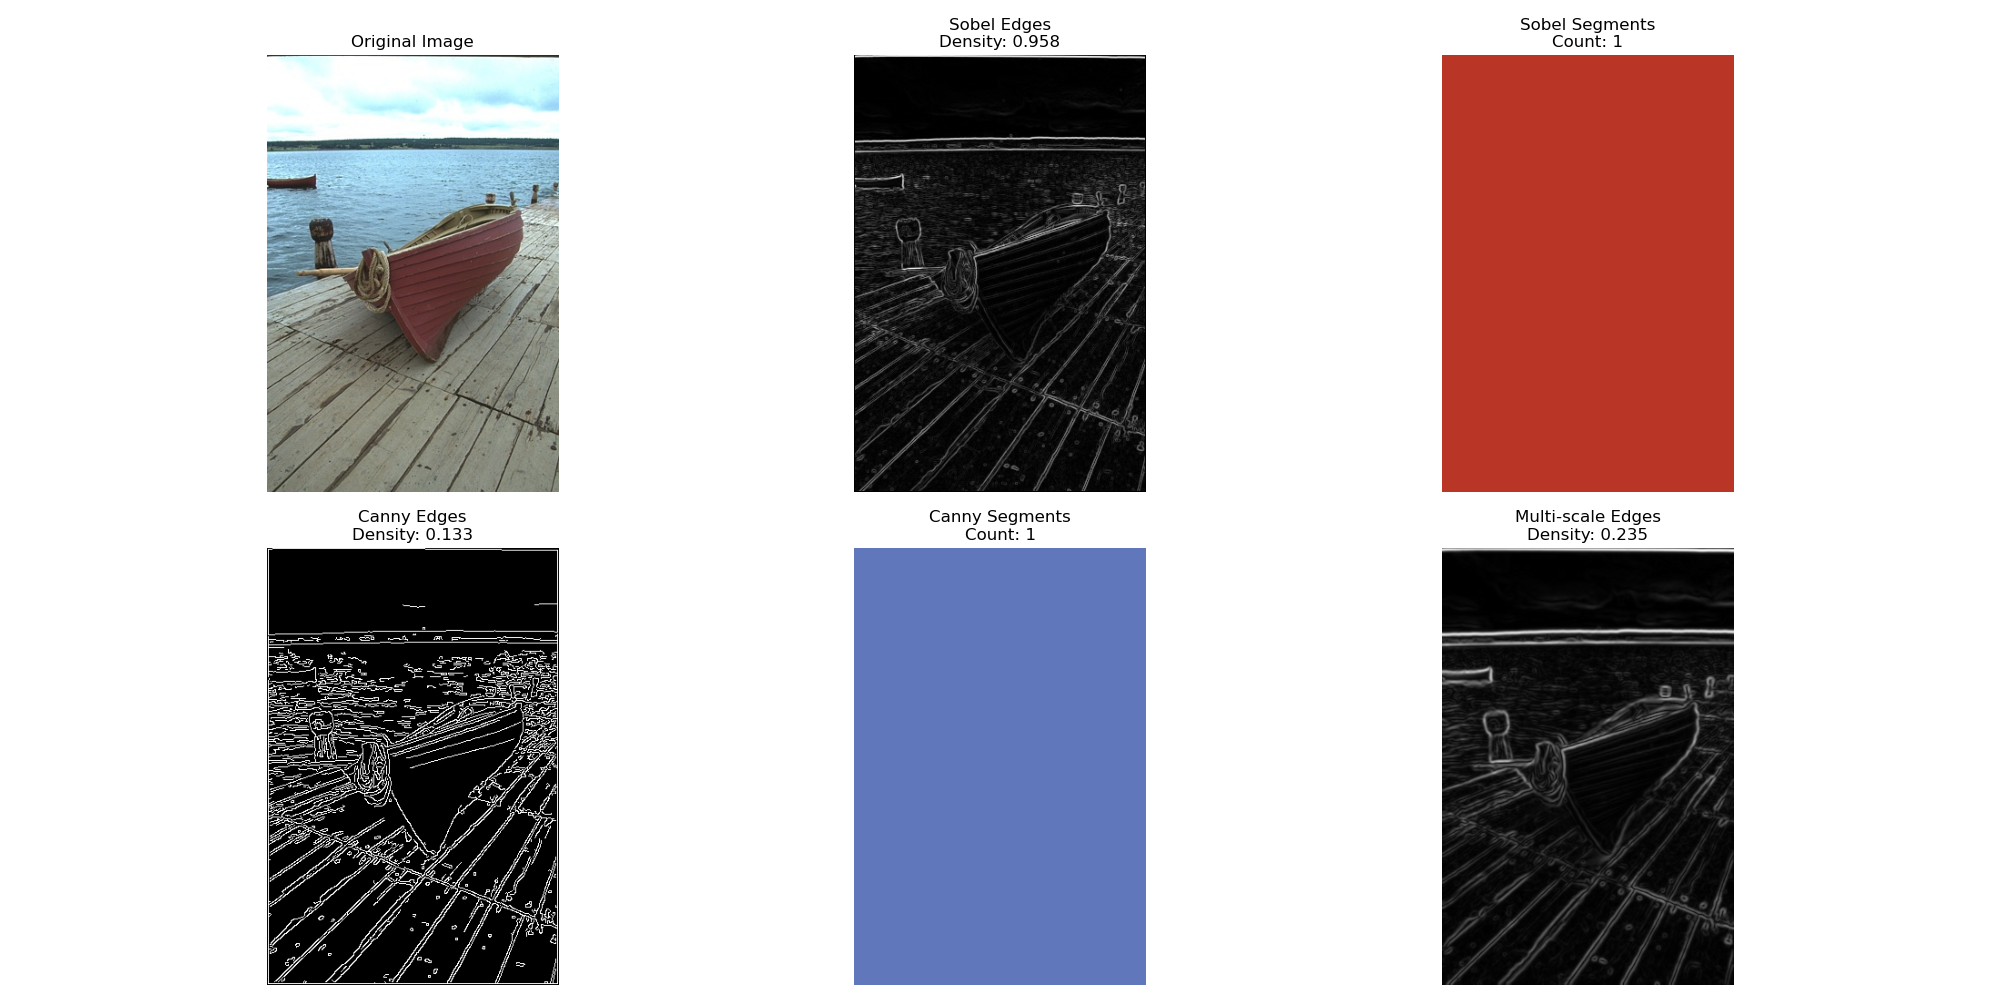 Original Image
Sobel Edges
Density: 0.958
Sobel Segments
Count: 1
Canny Edges
Density: 0.133
Canny Segments
Count: 1
Multi-scale Edges
Density: 0.235